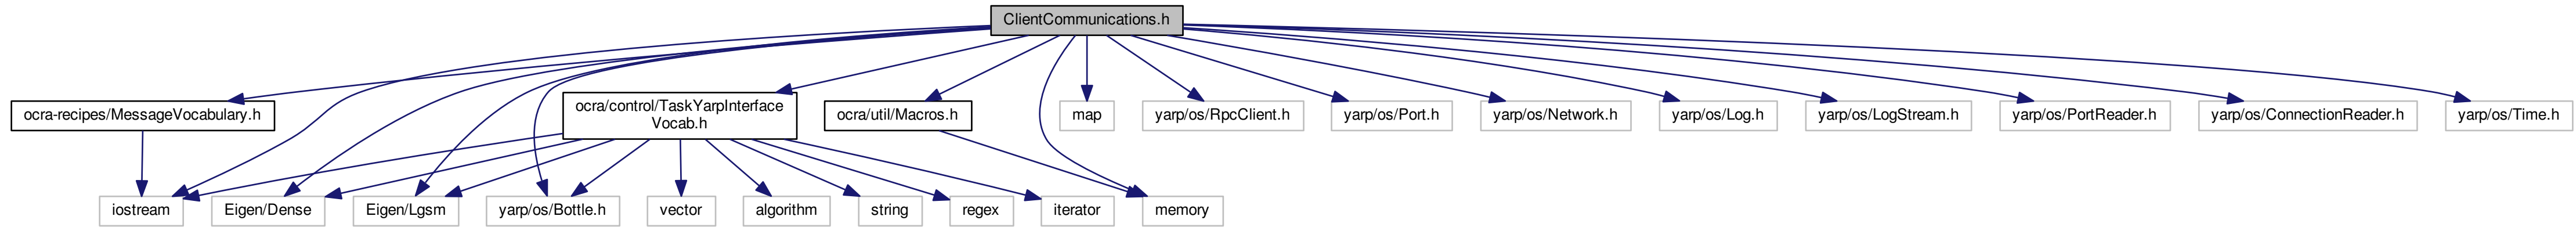 ClientCommunications.h
ocra-recipes/MessageVocabulary.h
ocra/control/TaskYarpInterface
Vocab.h
ocra/util/Macros.h
map
yarp/os/RpcClient.h
yarp/os/Port.h
yarp/os/Network.h
yarp/os/Log.h
yarp/os/LogStream.h
yarp/os/PortReader.h
yarp/os/ConnectionReader.h
yarp/os/Time.h
iostream
Eigen/Dense
Eigen/Lgsm
yarp/os/Bottle.h
vector
algorithm
string
regex
iterator
memory